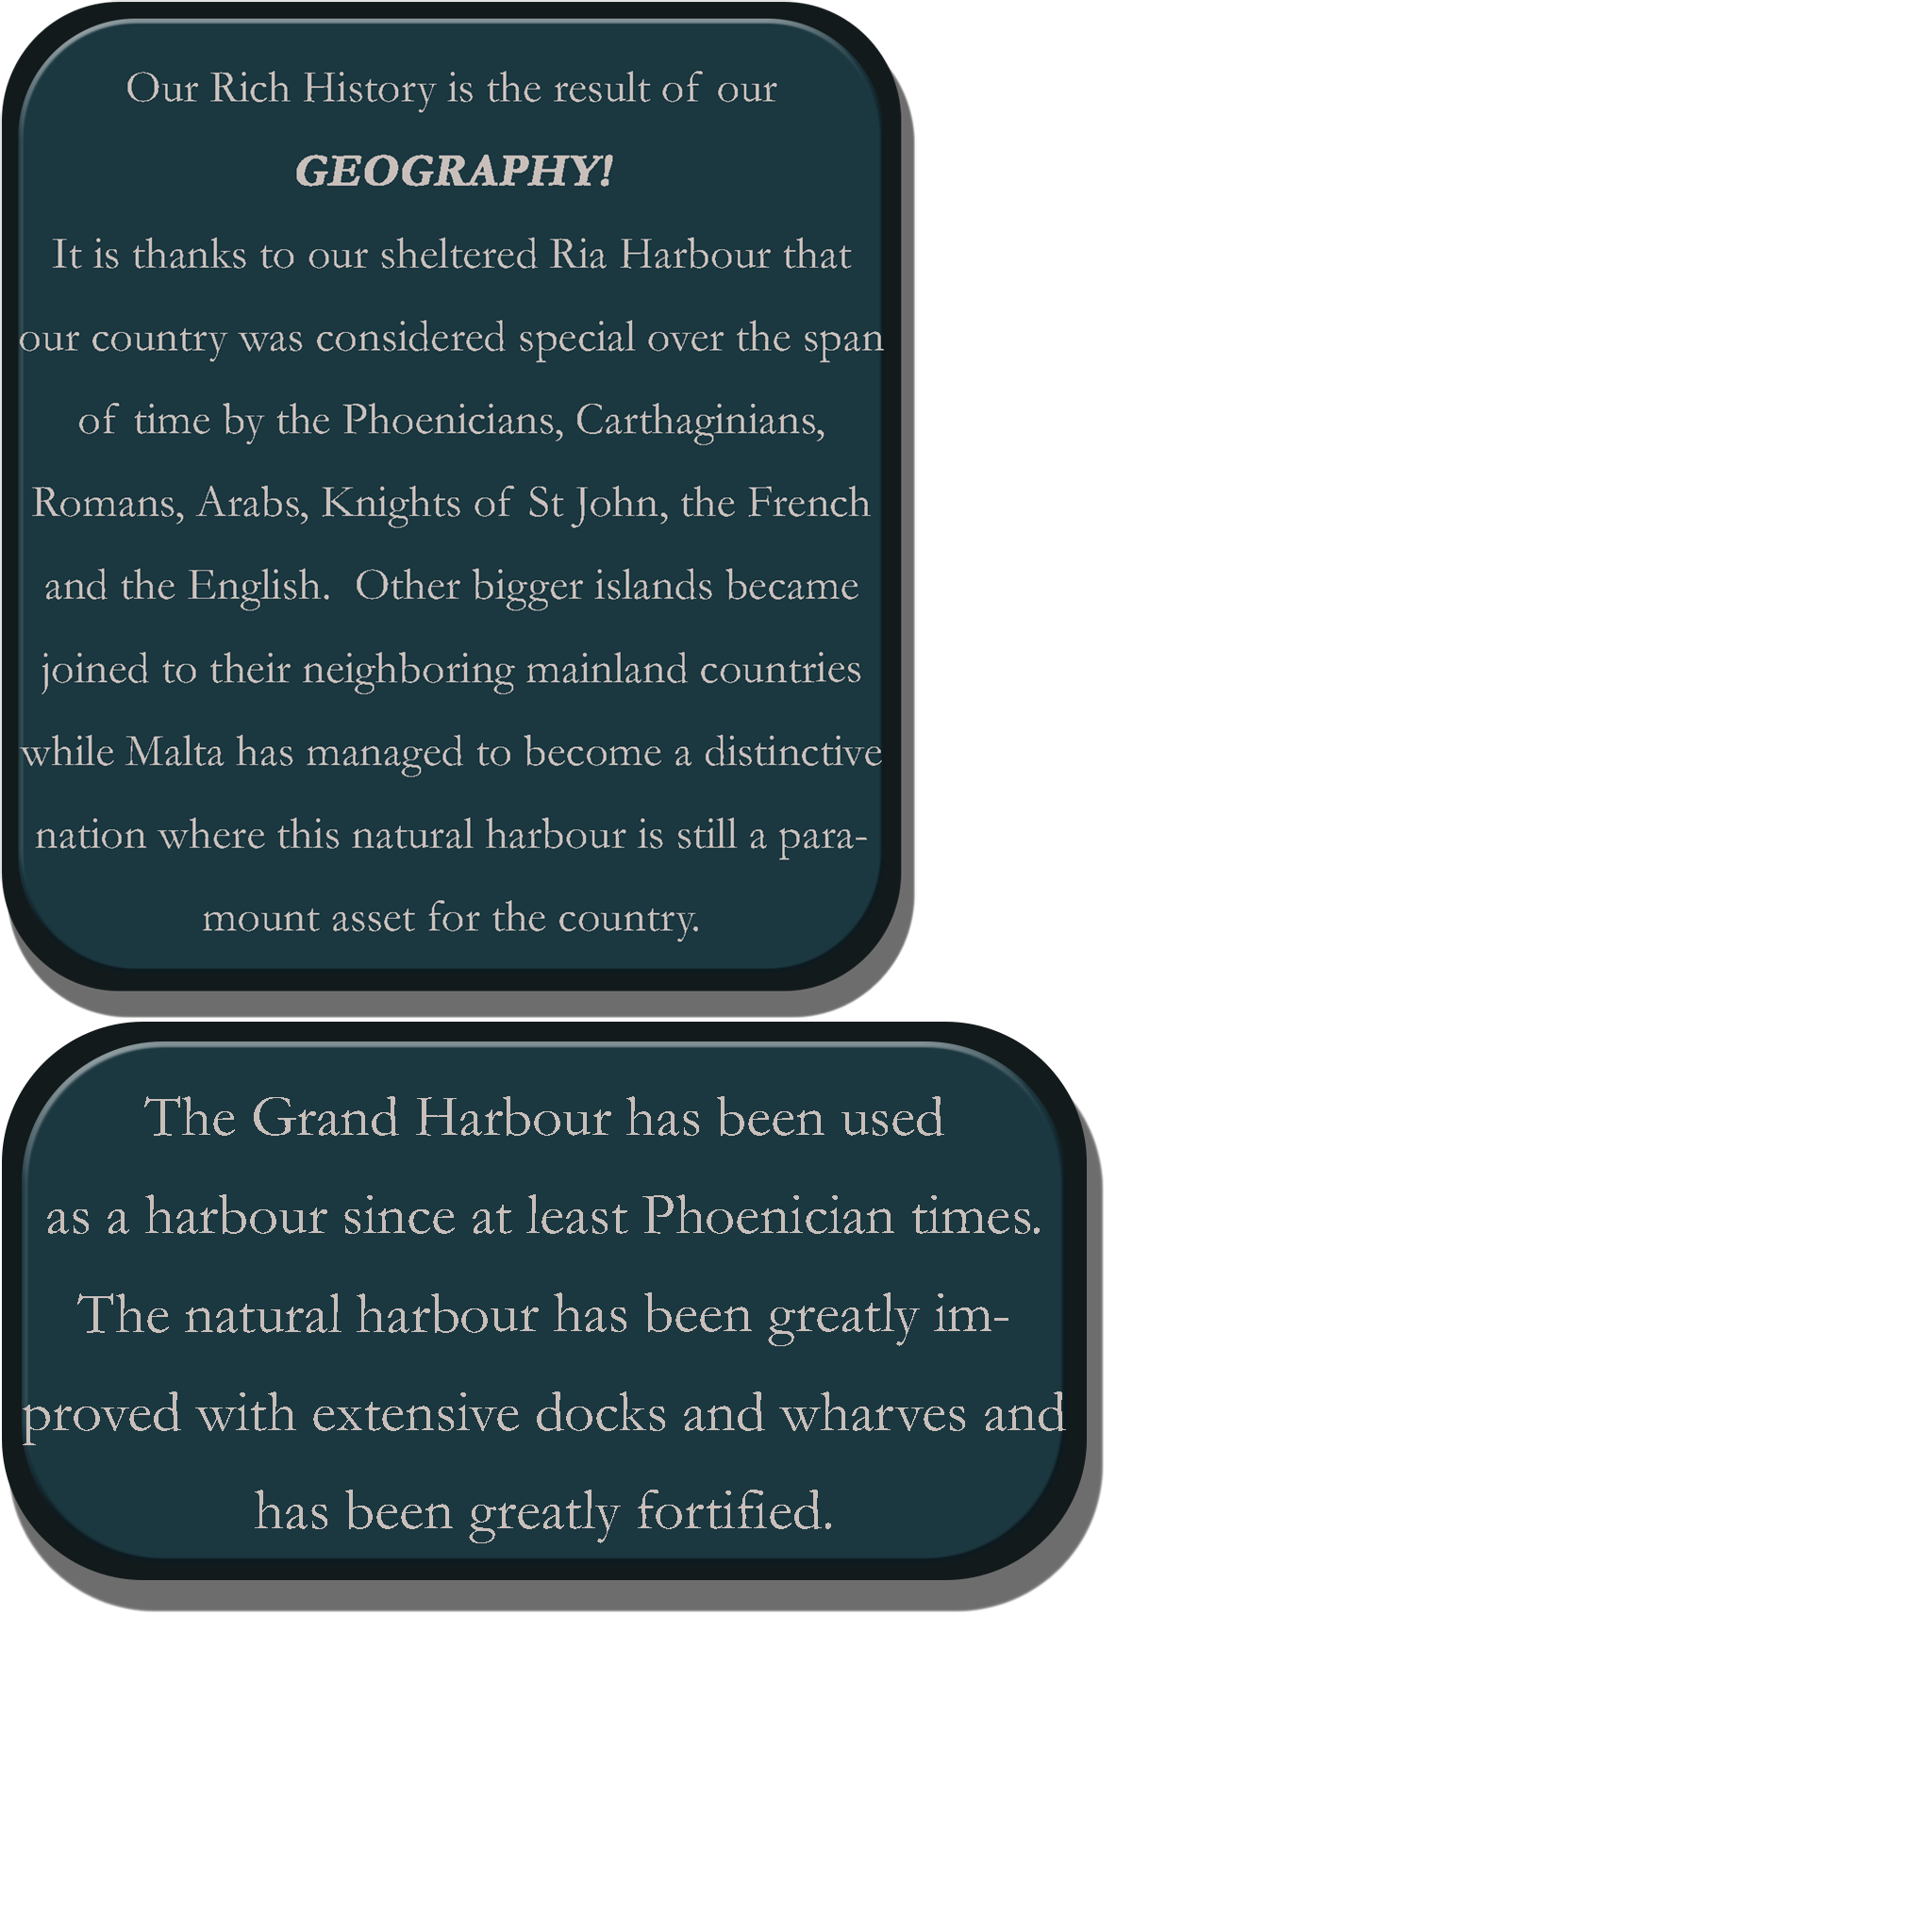 Our Rich History is the result of our
GEOGRAPHY!
It is thanks to our sheltered Ria Harbour that
our country was considered special over the span
of time by the Phoenicians, Carthaginians,
Romans, Arabs, Knights of St John, the French
and the English.  Other bigger islands became
joined to their neighboring mainland countries
while Malta has managed to become a distinctive
nation where this natural harbour is still a para-
mount asset for the country.
The Grand Harbour has been used
as a harbour since at least Phoenician times.
The natural harbour has been greatly im-
proved with extensive docks and wharves and
has been greatly fortified.